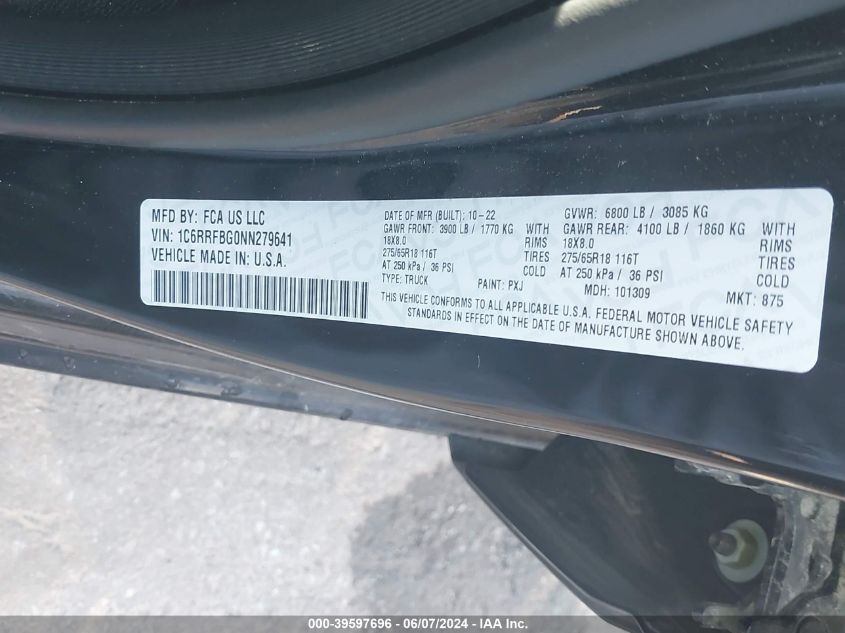 MFD BY: FCA US LLC
VIN: 1C6RRFBG0NN279641
VEHICLE MADE IN: U.S.A.
DATE OF MFR (BUILT): 10-22
GAWR FRONT: 3900 LB / 1770 KG
18X8.0 RIMS
275/65R18 116T TIRES
AT 250 kPa / 36 PSI COLD
TYPE: TRUCK
PAINT: PXJ
GVWR: 6800 LB / 3085 KG
GAWR REAR: 4100 LB / 1860 KG
18X8.0 RIMS
275/65R18 116T TIRES
AT 250 kPa / 36 PSI COLD
MDH: 101309
MKT: 875
THIS VEHICLE CONFORMS TO ALL APPLICABLE U.S.A. FEDERAL MOTOR VEHICLE SAFETY
STANDARDS IN EFFECT ON THE DATE OF MANUFACTURE SHOWN ABOVE.
000-39597696 - 06/07/2024 - IAA Inc.